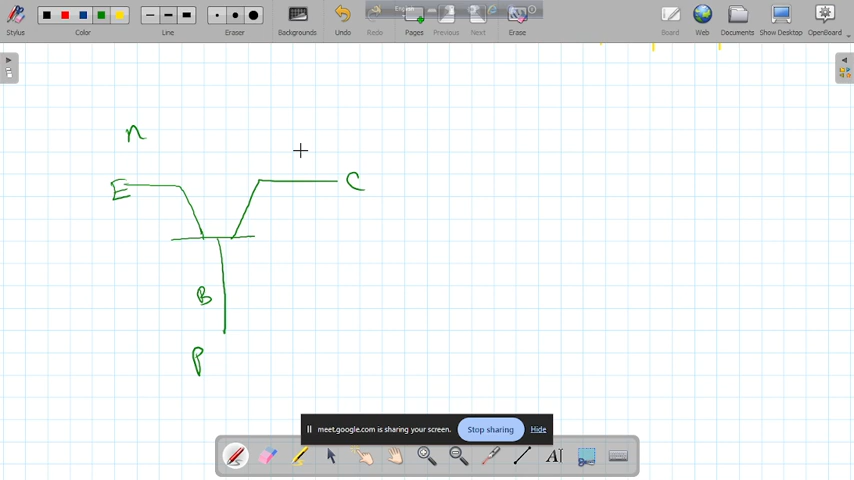 English
Stylus
Color
Line
Eraser
Backgrounds
Undo
Redo
Pages
Previous
Next
Erase
Board
Web
Documents
Show Desktop
OpenBoard
n
E
C
B
P
meet.google.com is sharing your screen.
Stop sharing
Hide